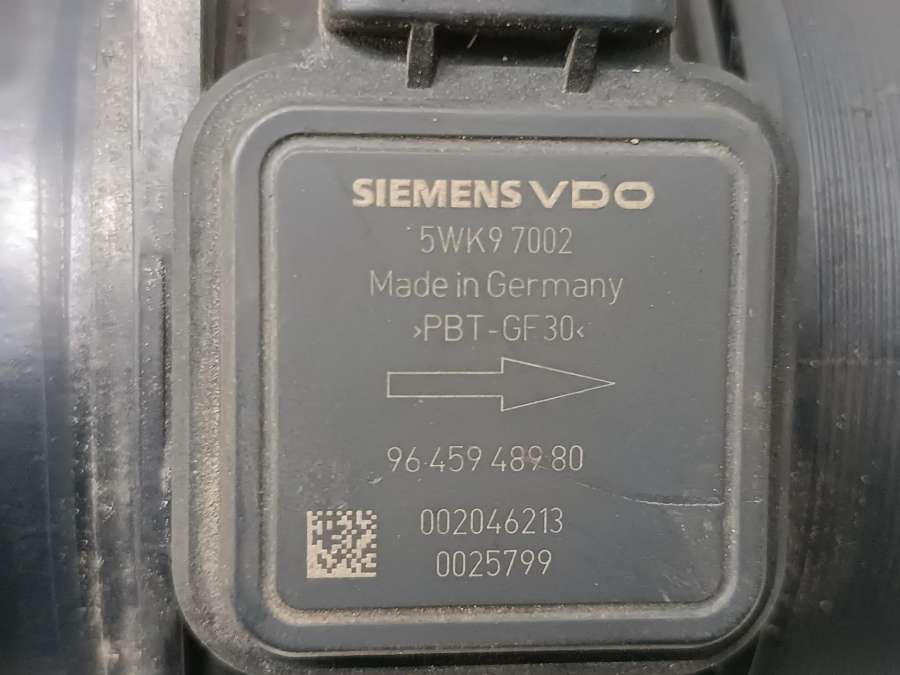 SIEMENS VDO
5WK9 7002
Made in Germany
›PBT-GF30‹
96 459 489 80
002046213
0025799